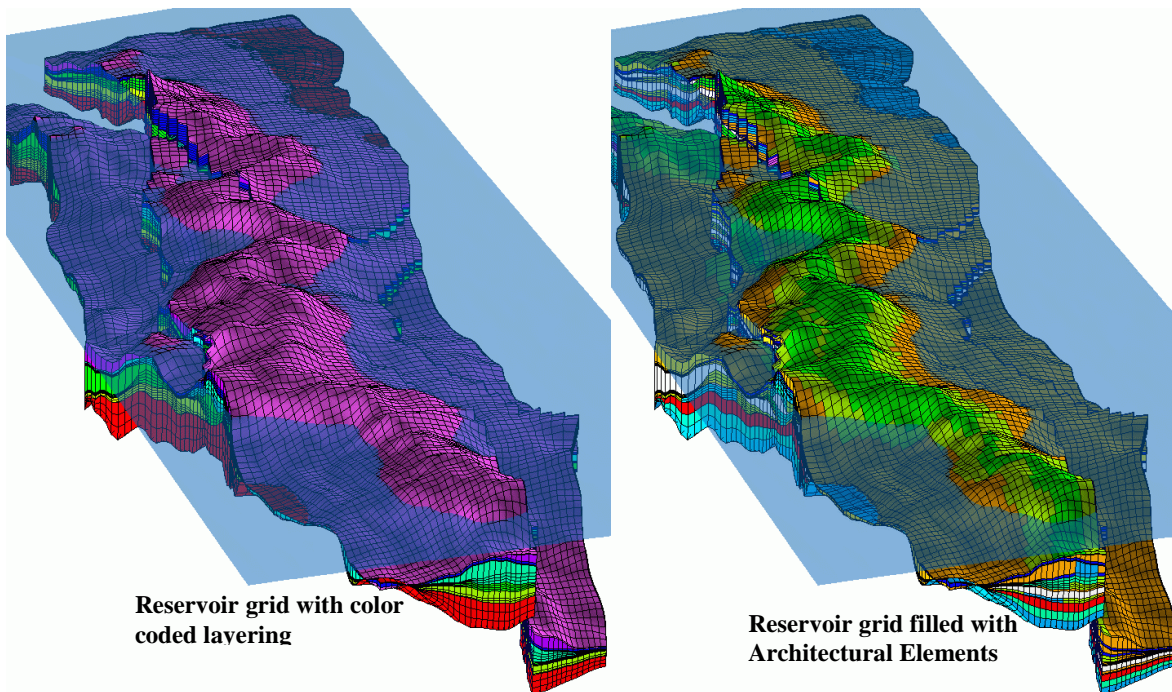 Reservoir grid with color
coded layering
Reservoir grid filled with
Architectural Elements